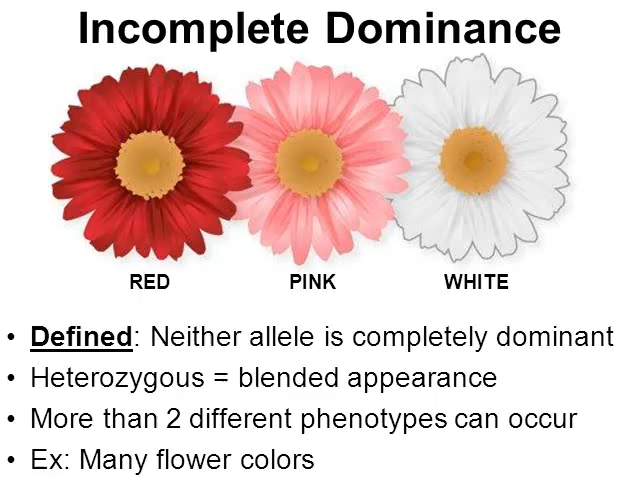 Incomplete Dominance
RED PINK WHITE
• Defined: Neither allele is completely dominant
• Heterozygous = blended appearance
• More than 2 different phenotypes can occur
• Ex: Many flower colors